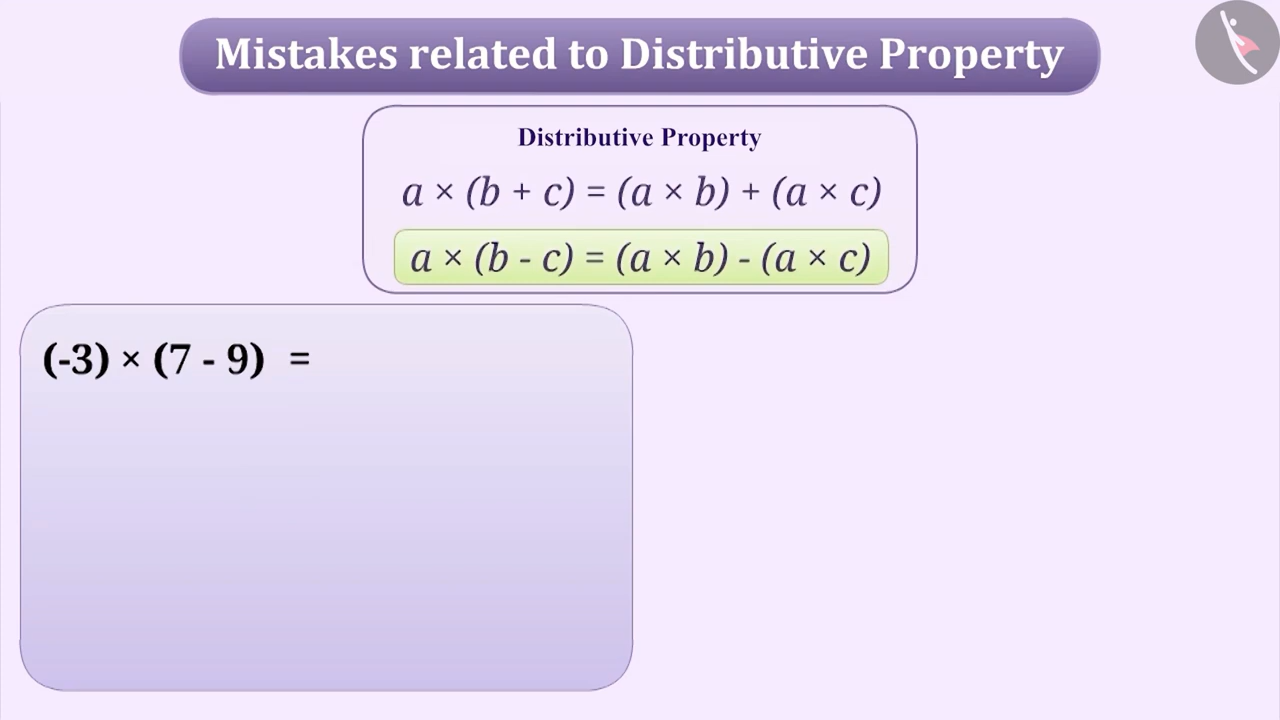 Mistakes related to Distributive Property
Distributive Property
a × (b + c) = (a × b) + (a × c)
a × (b - c) = (a × b) - (a × c)
(-3) × (7 - 9) =